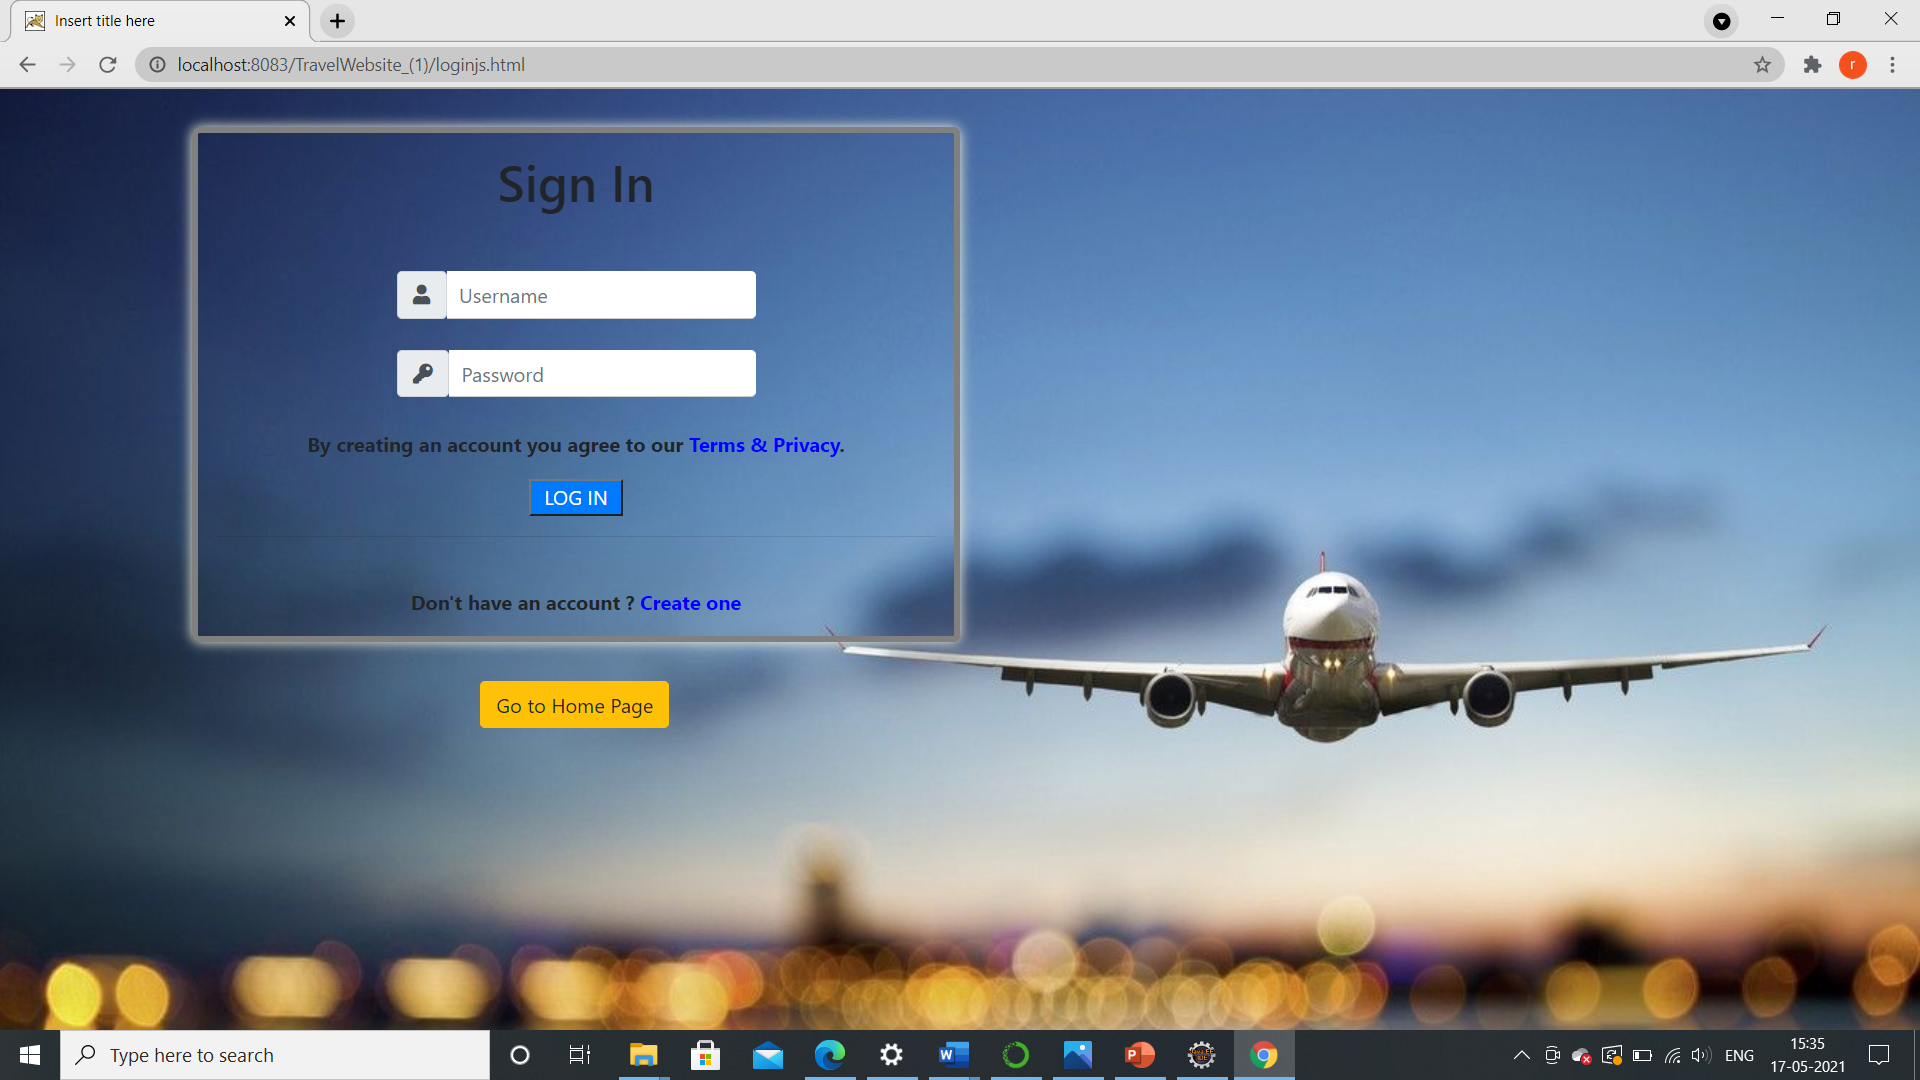 Insert title here
localhost:8083/TravelWebsite_(1)/loginjs.html
r
Sign In
Username
Password
By creating an account you agree to our Terms & Privacy.
LOG IN
Don't have an account ? Create one
Go to Home Page
Type here to search
ENG
15:35
17-05-2021